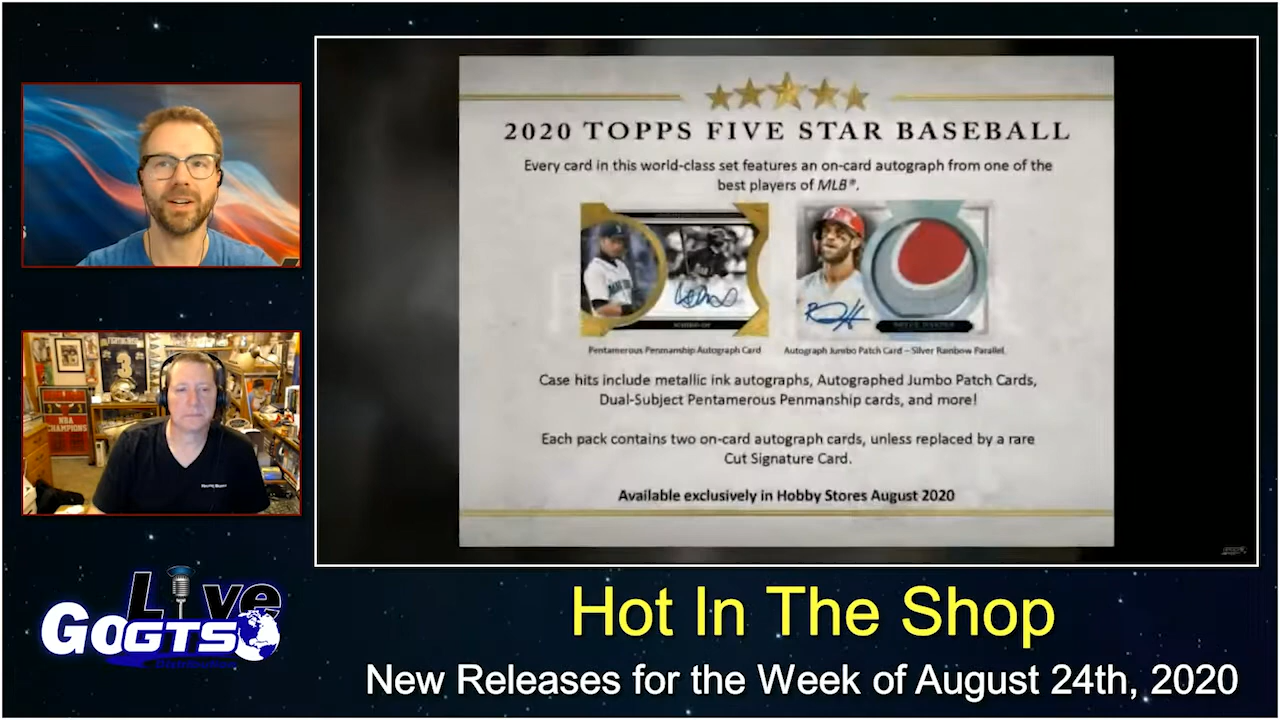 2020 TOPPS FIVE STAR BASEBALL
Every card in this world-class set features an on-card autograph from one of the
best players of MLB®.
Pentamerous Penmanship Autograph Card
Autograph Jumbo Patch Card – Silver Rainbow Parallel
Case hits include metallic ink autographs, Autographed Jumbo Patch Cards,
Dual-Subject Pentamerous Penmanship cards, and more!
Each pack contains two on-card autograph cards, unless replaced by a rare
Cut Signature Card.
Available exclusively in Hobby Stores August 2020
NBA
CHAMPIONS
3
Live
GoGTS
Hot In The Shop
New Releases for the Week of August 24th, 2020